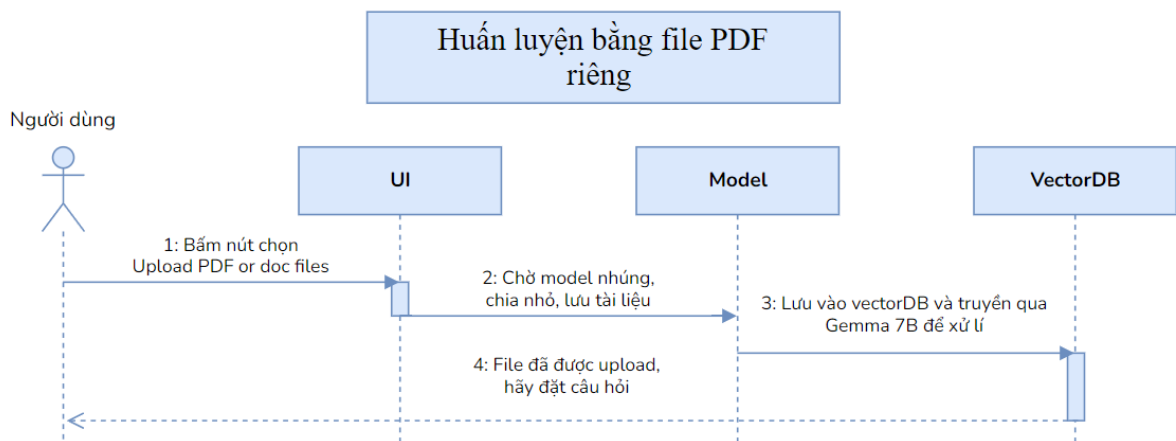 Huấn luyện bằng file PDF
riêng
Người dùng
UI
Model
VectorDB
1: Bấm nút chọn
Upload PDF or doc files
2: Chờ model nhúng,
chia nhỏ, lưu tài liệu
3: Lưu vào vectorDB và truyền qua
Gemma 7B để xử lí
4: File đã được upload,
hãy đặt câu hỏi